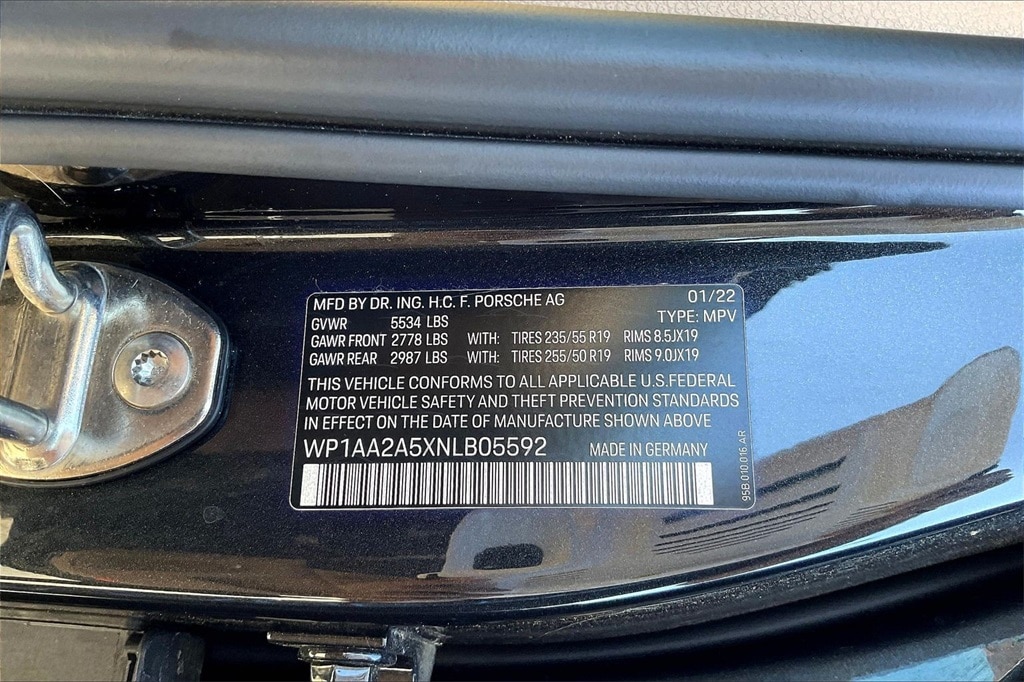 MFD BY DR. ING. H.C. F. PORSCHE AG 01/22
GVWR 5534 LBS TYPE: MPV
GAWR FRONT 2778 LBS WITH: TIRES 235/55 R19 RIMS 8.5JX19
GAWR REAR 2987 LBS WITH: TIRES 255/50 R19 RIMS 9.0JX19
THIS VEHICLE CONFORMS TO ALL APPLICABLE U.S.FEDERAL
MOTOR VEHICLE SAFETY AND THEFT PREVENTION STANDARDS
IN EFFECT ON THE DATE OF MANUFACTURE SHOWN ABOVE
WP1AA2A5XNLB05592 MADE IN GERMANY
95B.010.016.AR